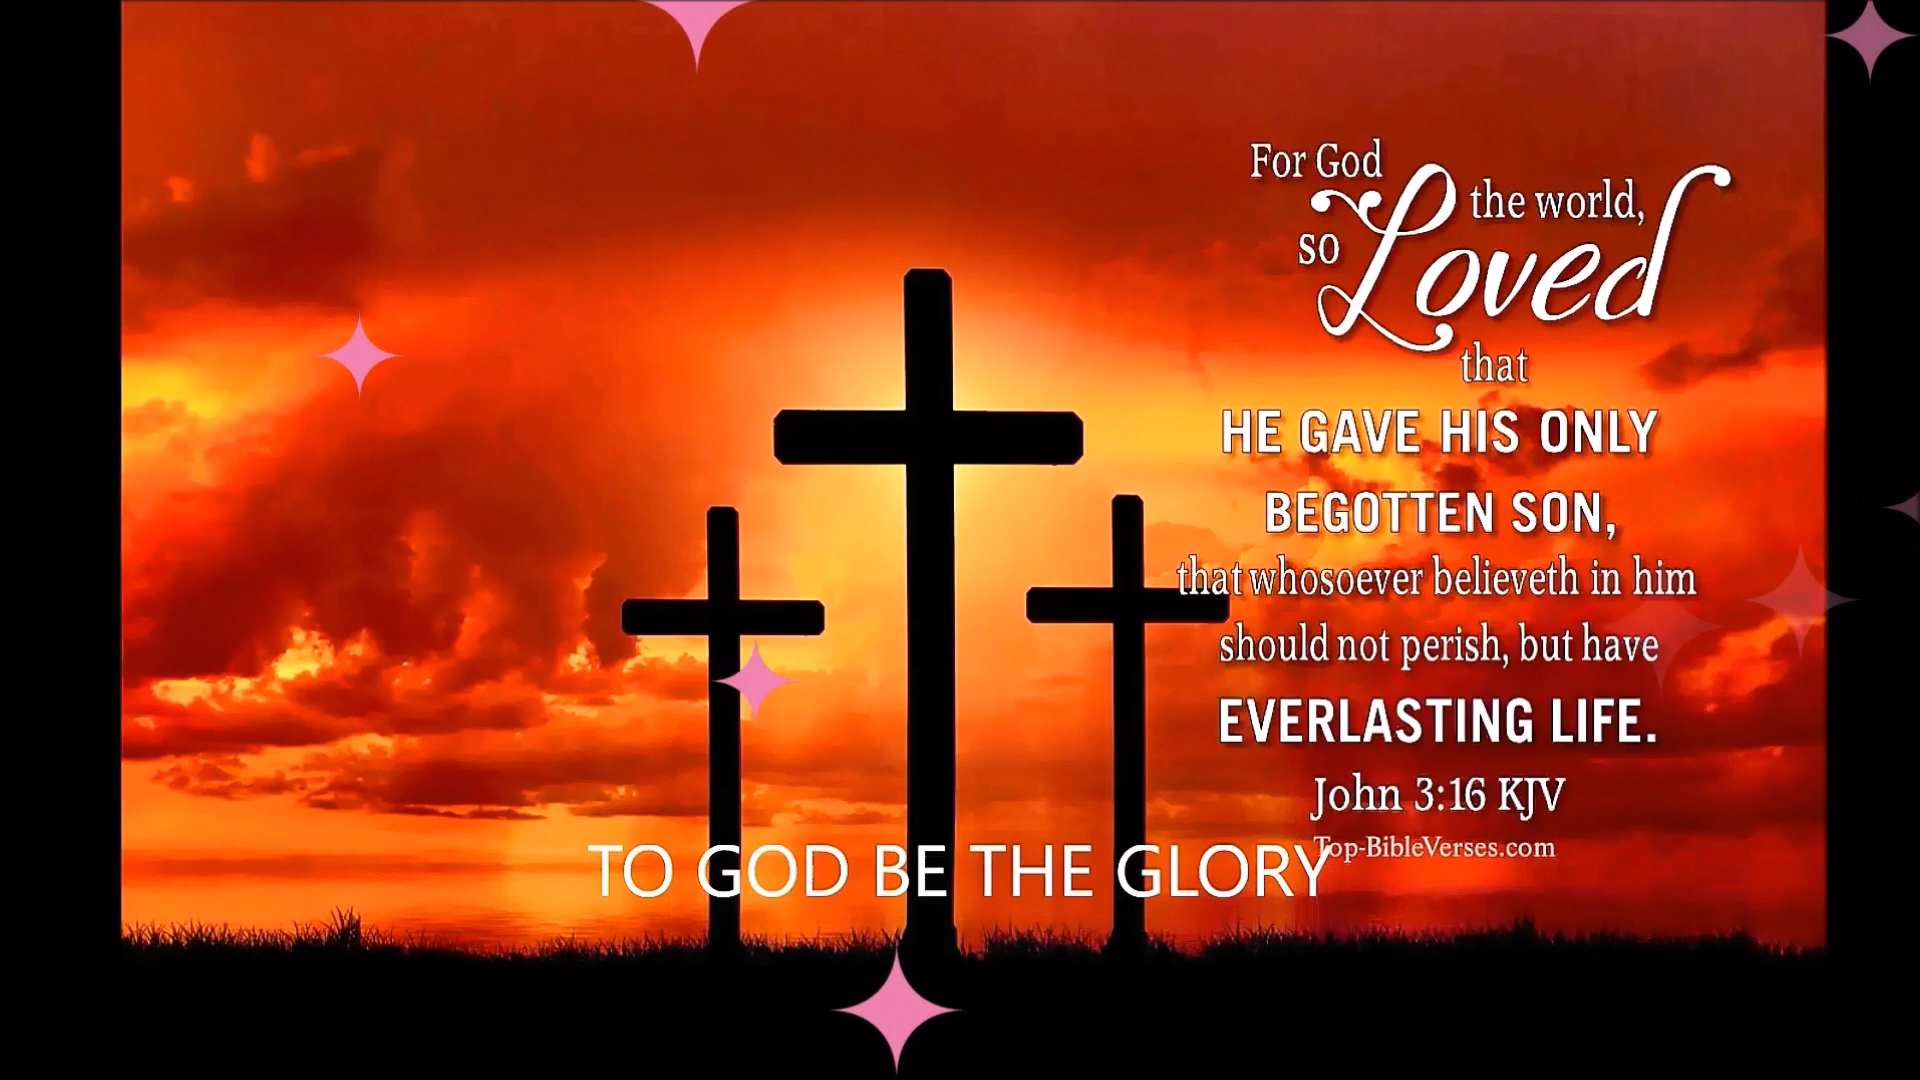 For God
so Loved the world,
that
HE GAVE HIS ONLY
BEGOTTEN SON,
that whosoever believeth in him
should not perish, but have
EVERLASTING LIFE.
John 3:16 KJV
Top-BibleVerses.com
TO GOD BE THE GLORY